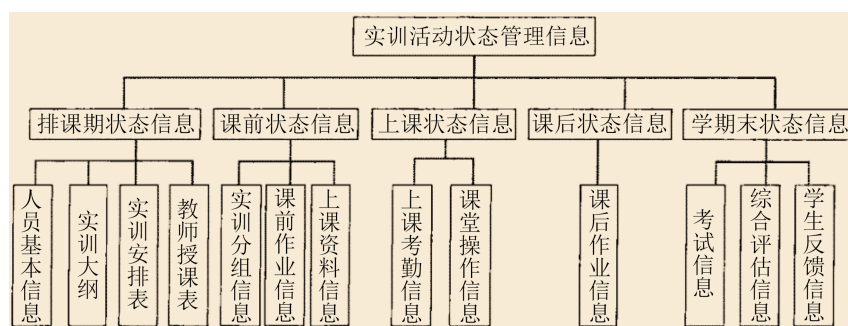 实训活动状态管理信息
排课期状态信息
课前状态信息
上课状态信息
课后状态信息
学期末状态信息
人员基本信息
实训大纲
实训安排表
教师授课表
实训分组信息
课前作业信息
上课资料信息
上课考勤信息
课堂操作信息
课后作业信息
考试信息
综合评估信息
学生反馈信息